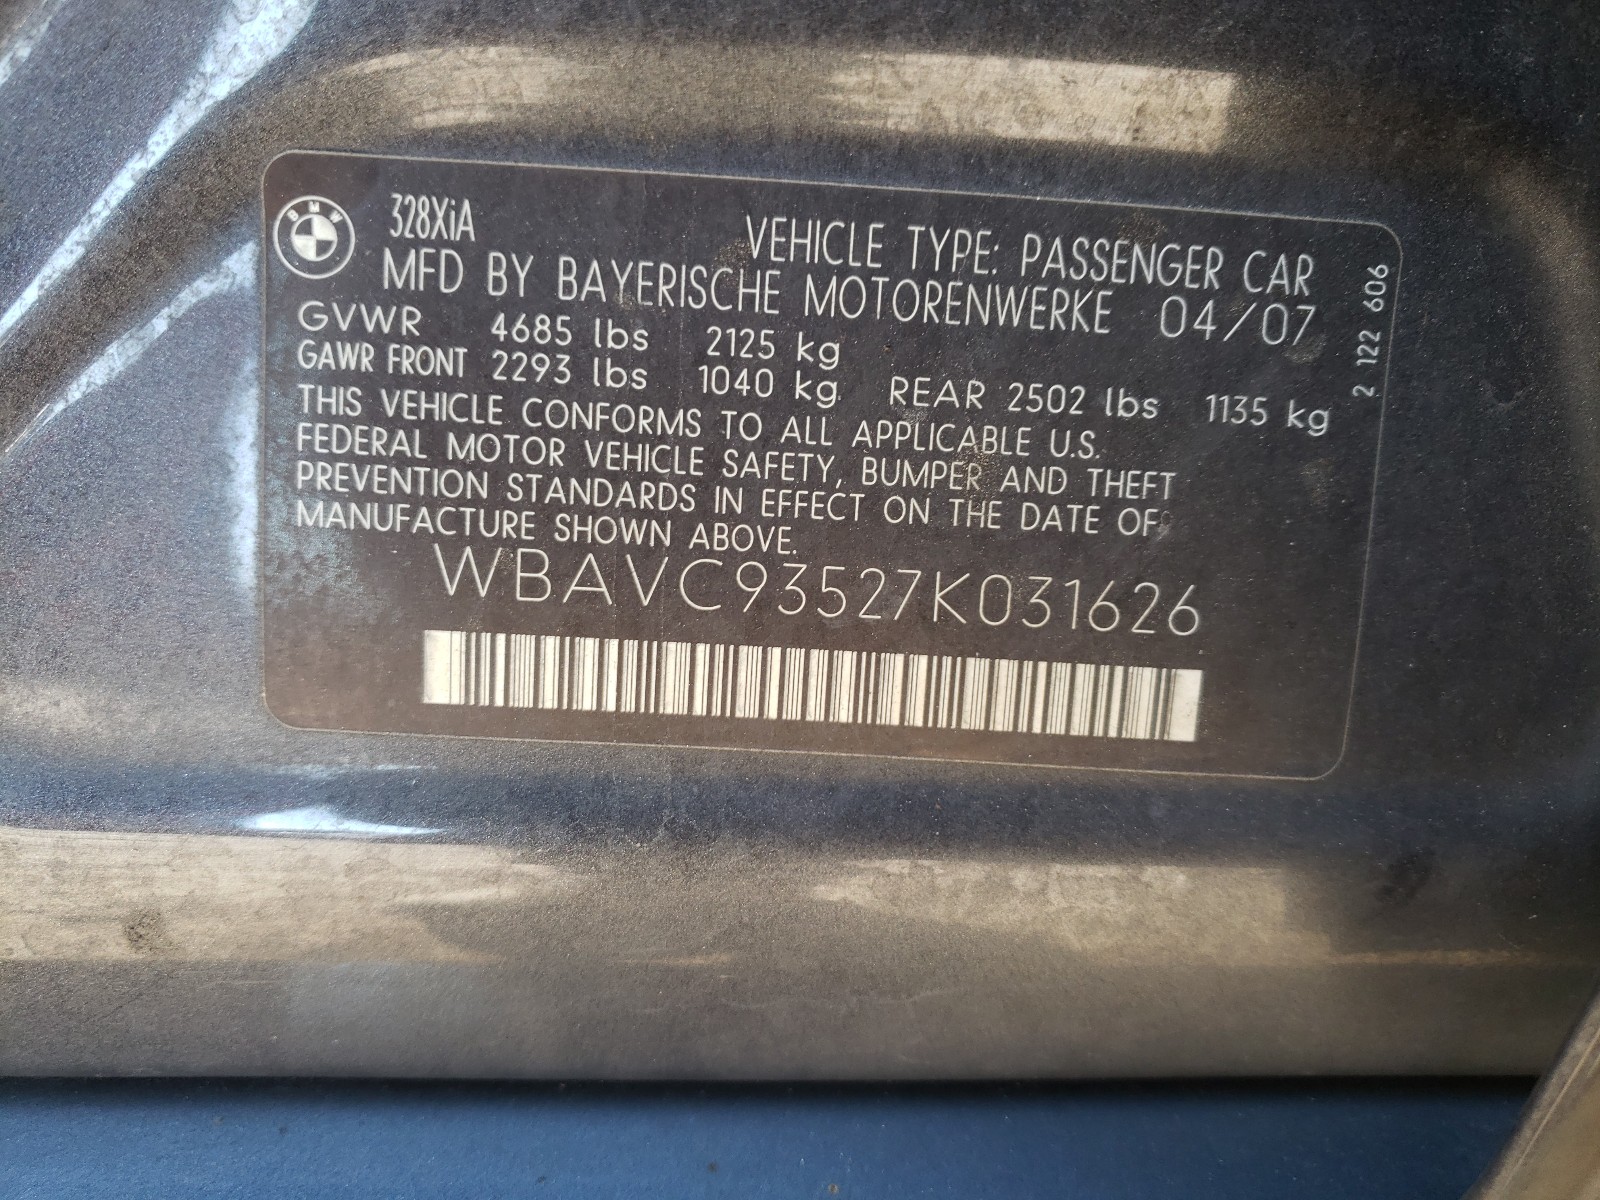 BMW
328XiA
VEHICLE TYPE: PASSENGER CAR
MFD BY BAYERISCHE MOTORENWERKE 04/07
GVWR 4685 lbs 2125 kg
GAWR FRONT 2293 lbs 1040 kg REAR 2502 lbs 1135 kg
THIS VEHICLE CONFORMS TO ALL APPLICABLE U.S.
FEDERAL MOTOR VEHICLE SAFETY, BUMPER AND THEFT
PREVENTION STANDARDS IN EFFECT ON THE DATE OF
MANUFACTURE SHOWN ABOVE.
WBAVC93527K031626
2 122 606